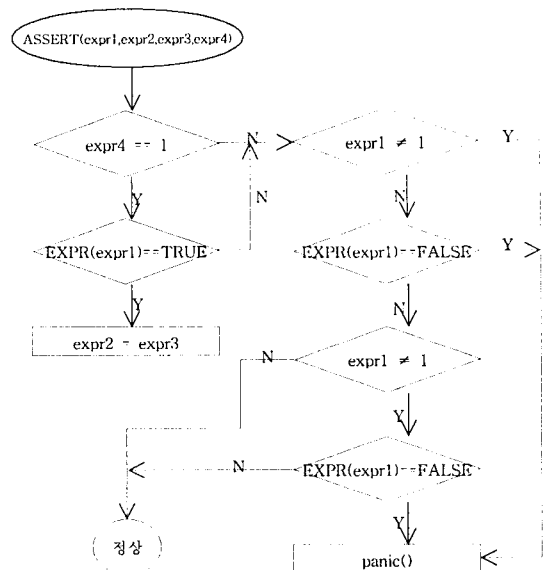 ASSERT(expr1,expr2,expr3,expr4)
expr4 == 1
N
expr1 ≠ 1
Y
Y
N
N
EXPR(expr1)==TRUE
EXPR(expr1)==FALSE
Y
Y
N
expr2 = expr3
N
expr1 ≠ 1
Y
N
EXPR(expr1)==FALSE
Y
정상
panic()